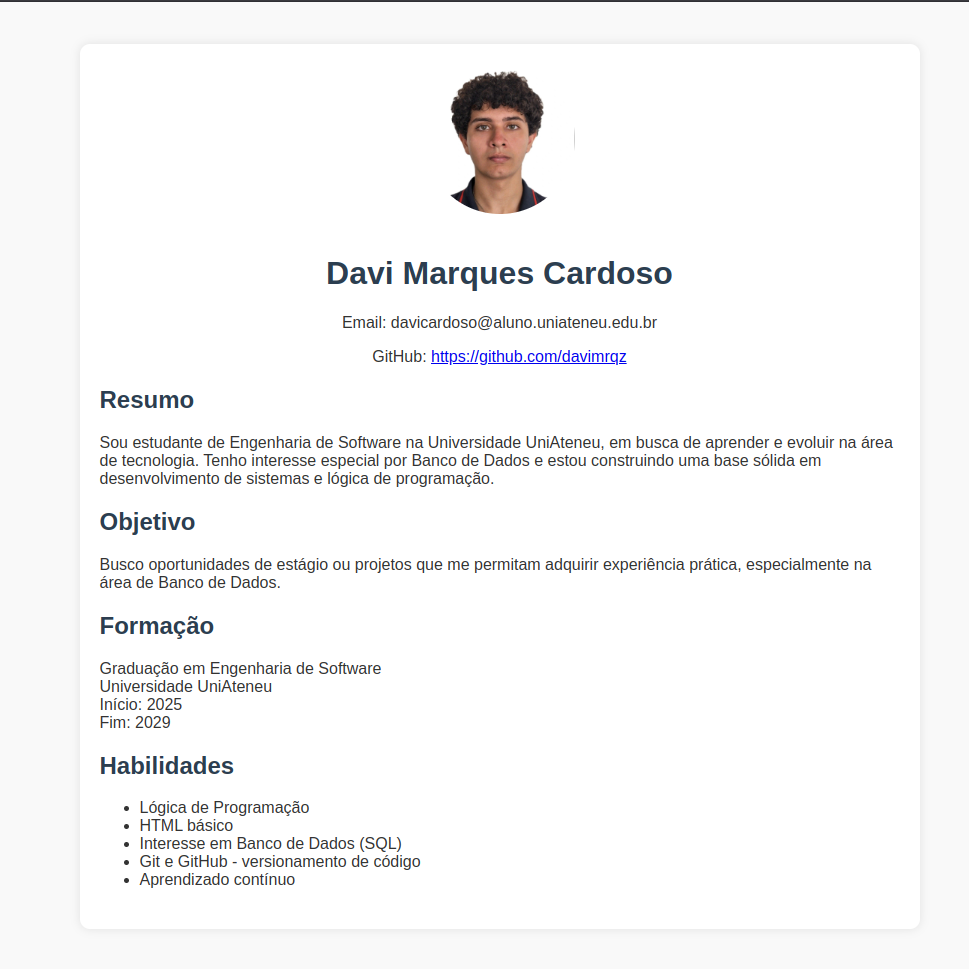 Davi Marques Cardoso
Email: davicardoso@aluno.uniateneu.edu.br
GitHub: https://github.com/davimrqz
Resumo
Sou estudante de Engenharia de Software na Universidade UniAteneu, em busca de aprender e evoluir na área
de tecnologia. Tenho interesse especial por Banco de Dados e estou construindo uma base sólida em
desenvolvimento de sistemas e lógica de programação.
Objetivo
Busco oportunidades de estágio ou projetos que me permitam adquirir experiência prática, especialmente na
área de Banco de Dados.
Formação
Graduação em Engenharia de Software
Universidade UniAteneu
Início: 2025
Fim: 2029
Habilidades
• Lógica de Programação
• HTML básico
• Interesse em Banco de Dados (SQL)
• Git e GitHub - versionamento de código
• Aprendizado contínuo